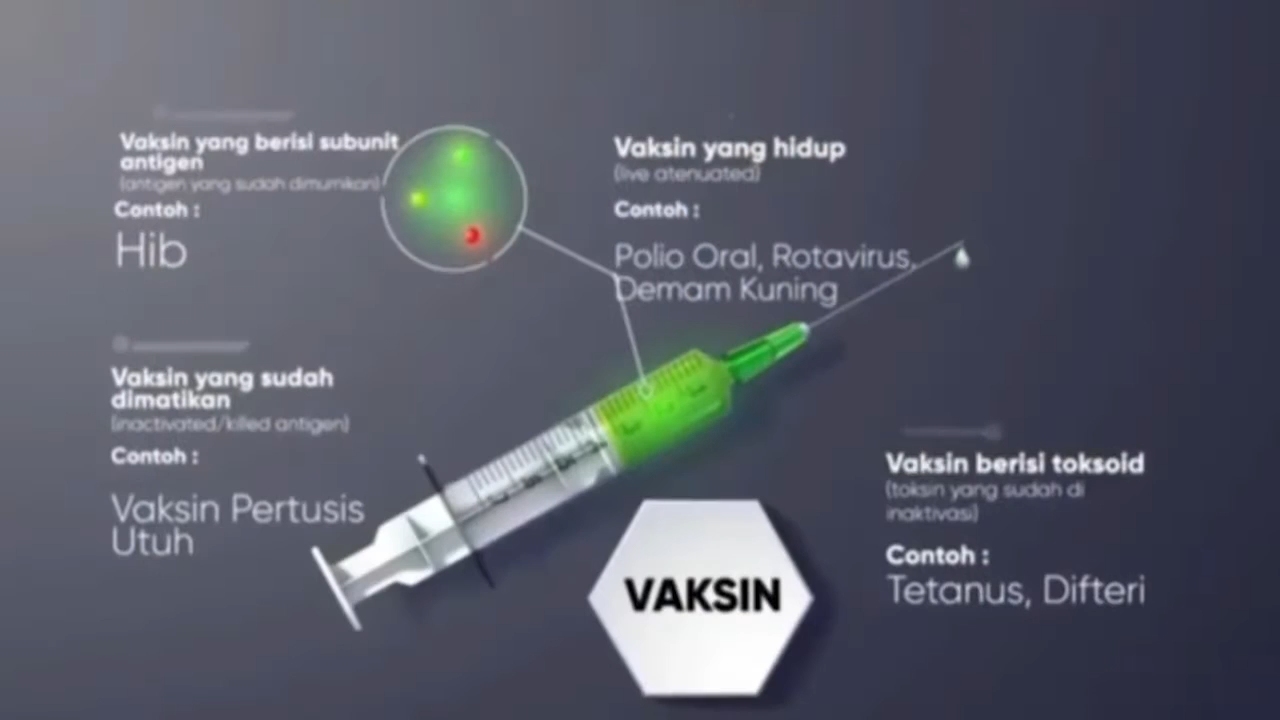 Vaksin yang berisi subunit
antigen
(antigen yang sudah dimurnikan)
Contoh :
Hib
Vaksin yang hidup
(live atenuated)
Contoh :
Polio Oral, Rotavirus,
Demam Kuning
Vaksin yang sudah
dimatikan
(inactivated/killed antigen)
Contoh :
Vaksin Pertusis
Utuh
Vaksin berisi toksoid
(toksin yang sudah di
inaktivasi)
Contoh :
Tetanus, Difteri
VAKSIN